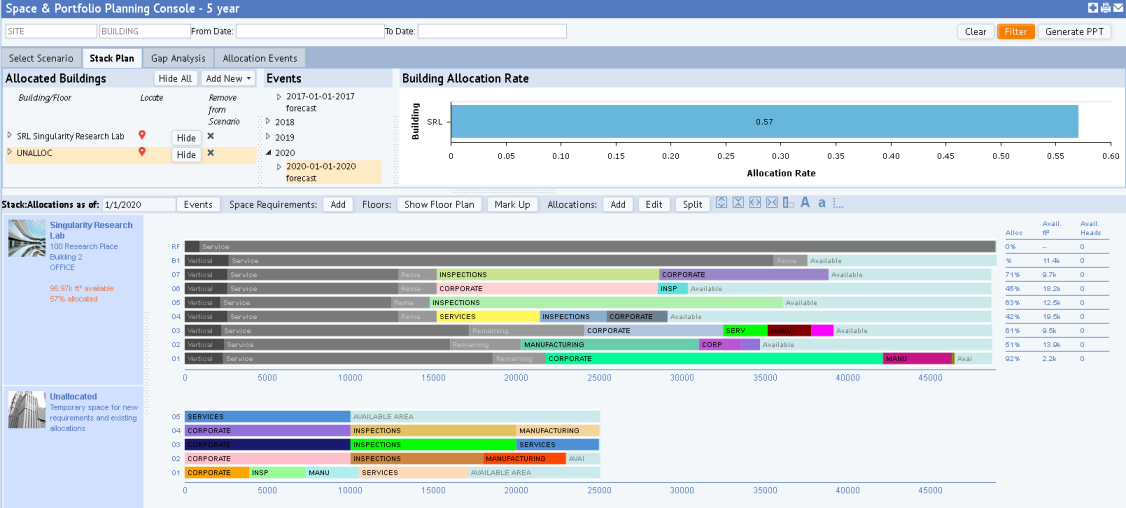 Space & Portfolio Planning Console - 5 year
SITE BUILDING From Date: To Date: Clear Filter Generate PPT
Select Scenario Stack Plan Gap Analysis Allocation Events
Allocated Buildings Hide All Add New
Building/Floor Locate Remove from Scenario
SRL Singularity Research Lab Hide
UNALLOC Hide
Events
2017-01-01-2017
forecast
2018
2019
2020
2020-01-01-2020
forecast
Building Allocation Rate
Building
SRL 0.57
0 0.05 0.10 0.15 0.20 0.25 0.30 0.35 0.40 0.45 0.50 0.55 0.60
Allocation Rate
Stack:Allocations as of: 1/1/2020 Events Space Requirements: Add Floors: Show Floor Plan Mark Up Allocations: Add Edit Split A a
Singularity Research
Lab
100 Research Place
Building 2
OFFICE
96.97k ft² available
57% allocated
Alloc Avail. ft² Avail. Heads
RF Service 0% -- 0
B1 Vertical Service Rema Available % 11.4k 0
07 Vertical Service Rema INSPECTIONS CORPORATE Available 71% 9.7k 0
06 Vertical Service Rema CORPORATE INSP Available 45% 18.2k 0
05 Vertical Service Rema INSPECTIONS Available 63% 12.5k 0
04 Vertical Service Rema SERVICES INSPECTIONS CORPORATE Available 42% 19.5k 0
03 Vertical Service Remaining CORPORATE SERV MANU Available 61% 9.5k 0
02 Vertical Service Remaining MANUFACTURING CORP Available 51% 13.9k 0
01 Vertical Service Remaining CORPORATE MANU Avai 92% 2.2k 0
0 5000 10000 15000 20000 25000 30000 35000 40000 45000
Unallocated
Temporary space for new
requirements and existing
allocations
05 SERVICES AVAILABLE AREA
04 CORPORATE INSPECTIONS MANUFACTURING
03 CORPORATE INSPECTIONS SERVICES
02 CORPORATE INSPECTIONS MANUFACTURING AVAI
01 CORPORATE INSP MANU SERVICES AVAILABLE AREA
0 5000 10000 15000 20000 25000 30000 35000 40000 45000